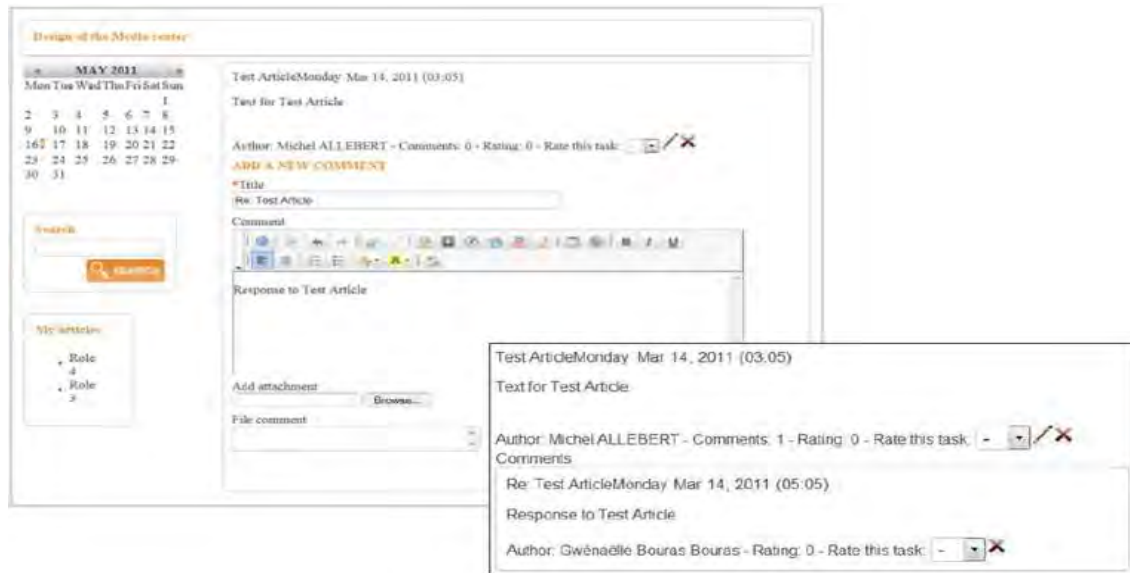 Design of the Media center
MAY 2011
Mon Tue Wed Thu Fri Sat Sun
1
2 3 4 5 6 7 8
9 10 11 12 13 14 15
16 17 18 19 20 21 22
23 24 25 26 27 28 29
30 31
Search
SEARCH
My articles
Role
4
Role
3
Test ArticleMonday Mar 14, 2011 (03:05)
Text for Test Article
Author: Michel ALLEBERT - Comments: 0 - Rating: 0 - Rate this task: -
ADD A NEW COMMENT
*Title
Re: Test Article
Comment
Response to Test Article
Add attachment
Browse...
File comment
Test ArticleMonday Mar 14, 2011 (03:05)
Text for Test Article
Author: Michel ALLEBERT - Comments: 1 - Rating: 0 - Rate this task: -
Comments
Re: Test ArticleMonday Mar 14, 2011 (05:05)
Response to Test Article
Author: Gwénaëlle Bouras Bouras - Rating: 0 - Rate this task: -